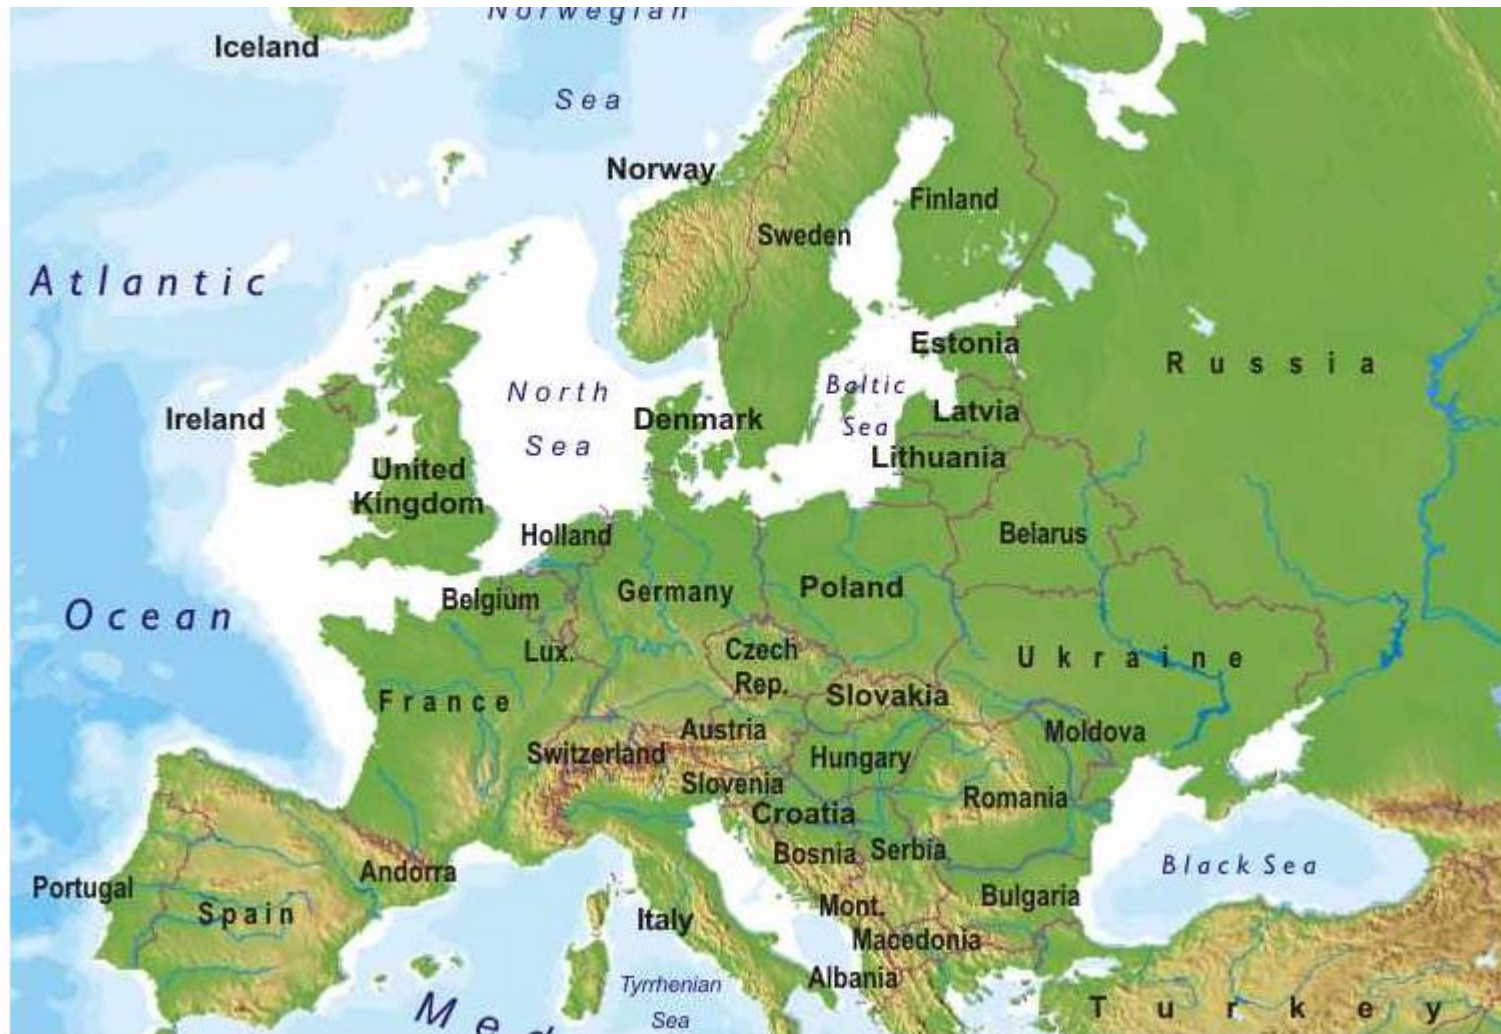 Norwegian
Iceland
Sea
Norway
Finland
Sweden
Atlantic
Estonia
Russia
North
Baltic
Sea
Ireland
Denmark
Latvia
Sea
Lithuania
United
Kingdom
Holland
Belarus
Germany
Poland
Belgium
Ocean
Lux.
Czech
Rep.
Ukraine
France
Slovakia
Austria
Moldova
Switzerland
Hungary
Slovenia
Romania
Croatia
Bosnia
Serbia
Black Sea
Andorra
Portugal
Spain
Bulgaria
Mont.
Italy
Macedonia
Albania
Tyrrhenian
Sea
Med
Turkey